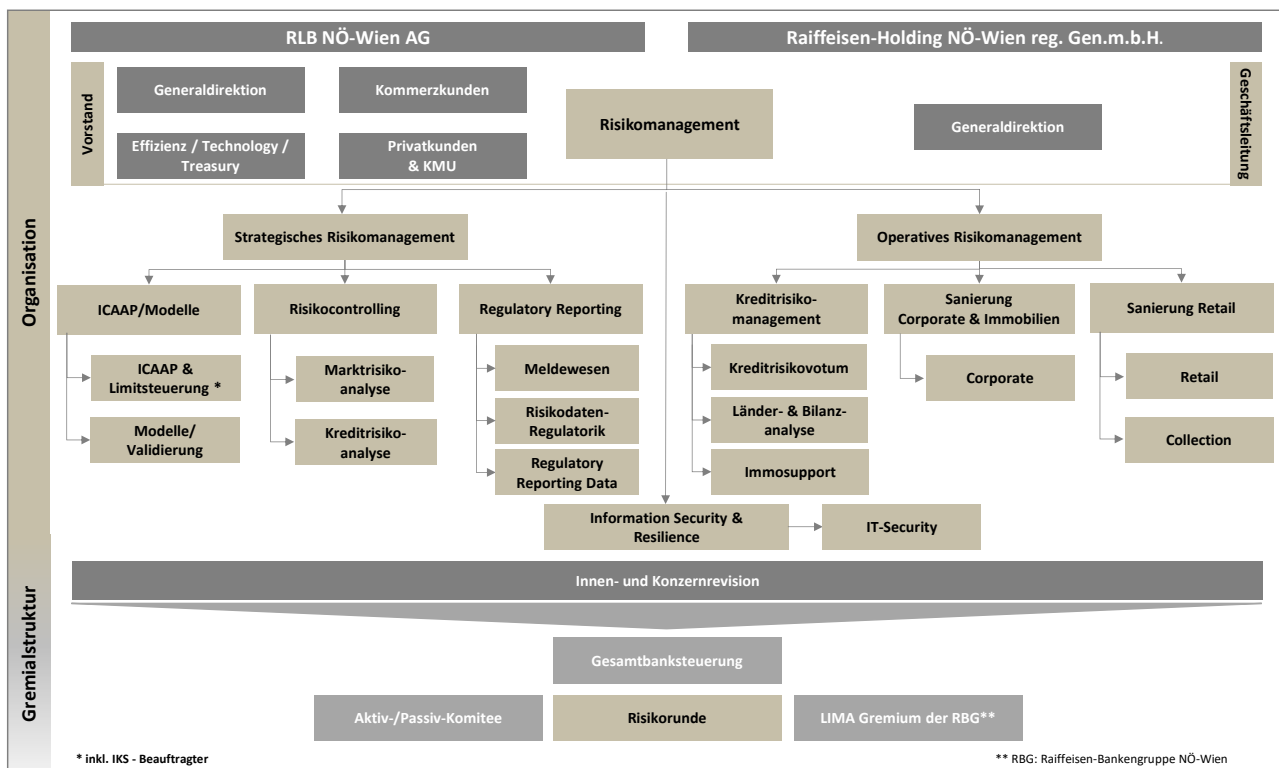 RLB NÖ-Wien AG
Raiffeisen-Holding NÖ-Wien reg. Gen.m.b.H.
Vorstand
Generaldirektion
Kommerzkunden
Effizienz / Technology /
Treasury
Privatkunden
& KMU
Risikomanagement
Generaldirektion
Geschäftsleitung
Organisation
Strategisches Risikomanagement
Operatives Risikomanagement
ICAAP/Modelle
Risikocontrolling
Regulatory Reporting
Kreditrisiko-
management
Sanierung
Corporate & Immobilien
Sanierung Retail
ICAAP &
Limitsteuerung *
Modelle/
Validierung
Marktrisiko-
analyse
Kreditrisiko-
analyse
Meldewesen
Risikodaten-
Regulatorik
Regulatory
Reporting Data
Kreditrisikovotum
Länder- & Bilanz-
analyse
Immosupport
Corporate
Retail
Collection
Information Security &
Resilience
IT-Security
Gremialstruktur
Innen- und Konzernrevision
Gesamtbanksteuerung
Aktiv-/Passiv-Komitee
Risikorunde
LIMA Gremium der RBG**
* inkl. IKS - Beauftragter
** RBG: Raiffeisen-Bankengruppe NÖ-Wien